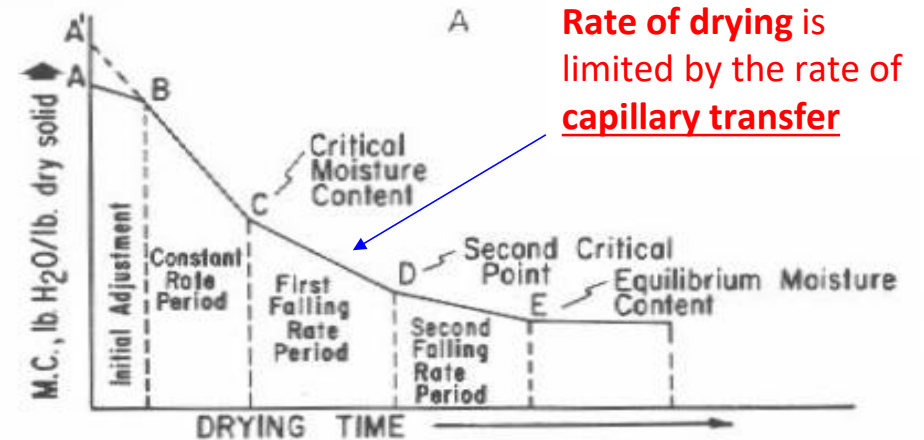 A
Rate of drying is
limited by the rate of
capillary transfer
A'
A
B
Critical
Moisture
Content
C
D
Second Critical
Point
E
Equilibrium Moisture
Content
M.C., lb. H₂O/lb. dry solid
Initial Adjustment
Constant
Rate
Period
First
Falling
Rate
Period
Second
Falling
Rate
Period
DRYING TIME